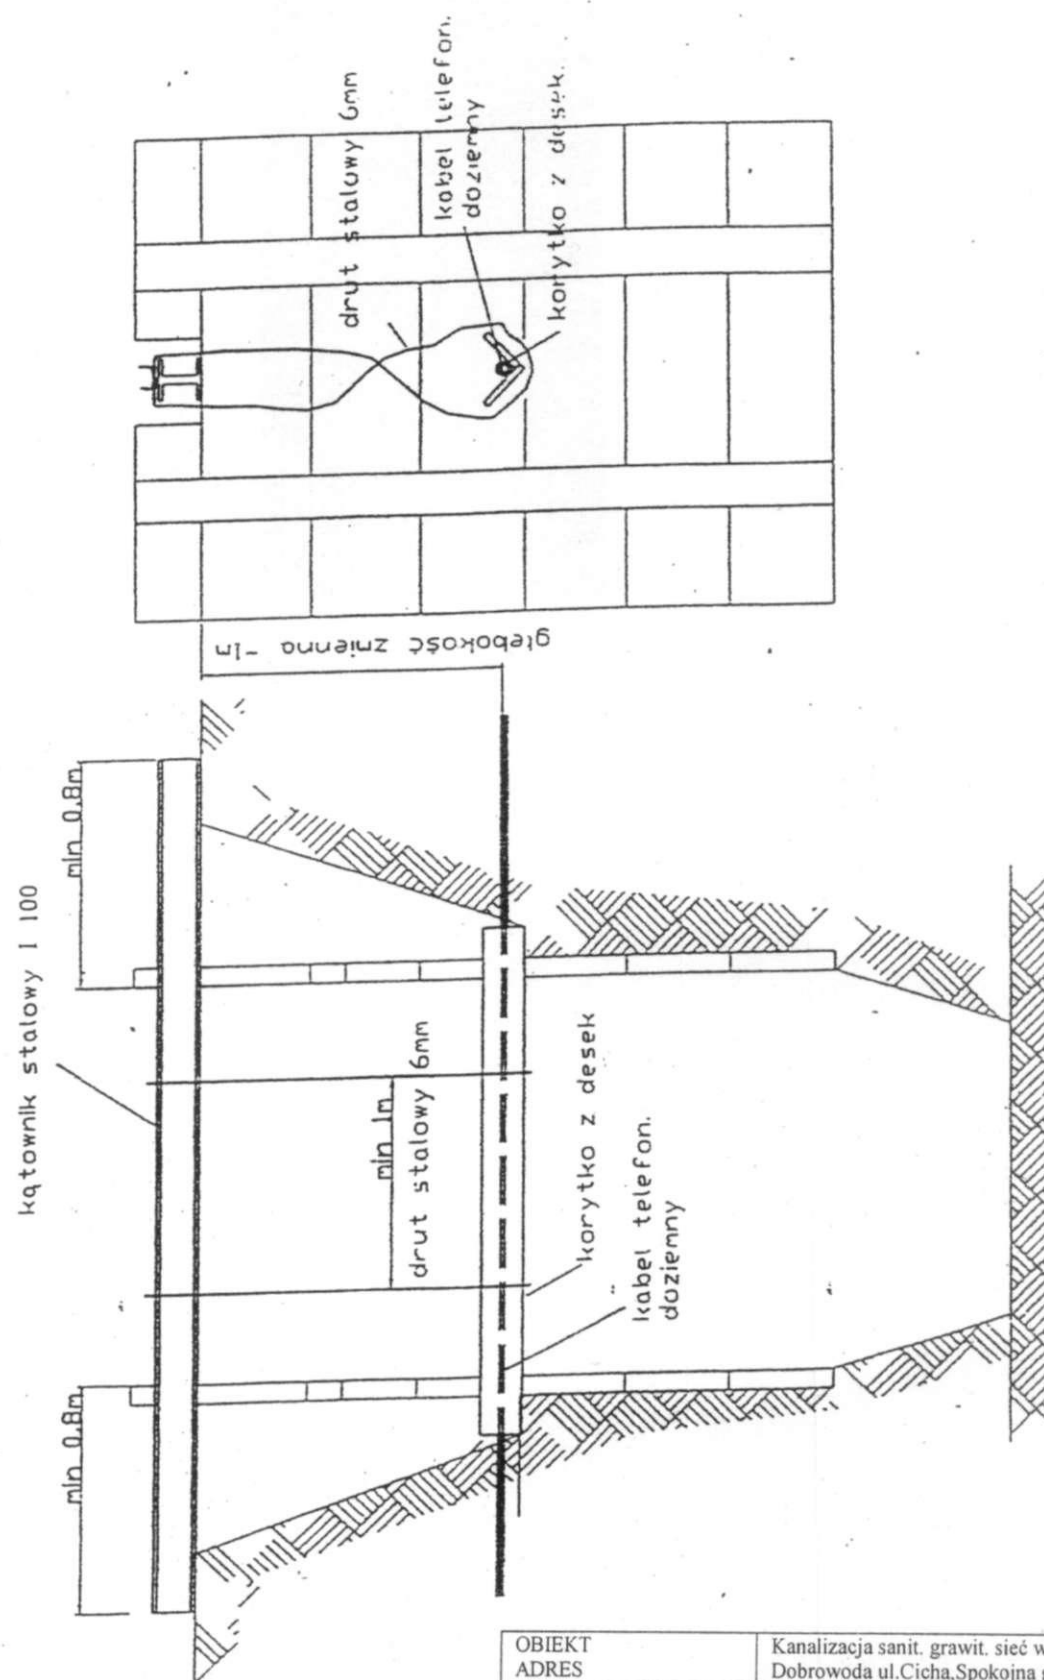 drut stalowy 6mm
kabel telefon.
doziemny
korytko z desek.
głębokość zmienna ~1m
kątownik stalowy I 100
min 0.8m
min 1m
drut stalowy 6mm
korytko z desek
kabel telefon.
doziemny
min 0.8m
OBIEKT
ADRES
Kanalizacja sanit. grawit. sieć
Dobrowoda ul.Cicha,Spokojna